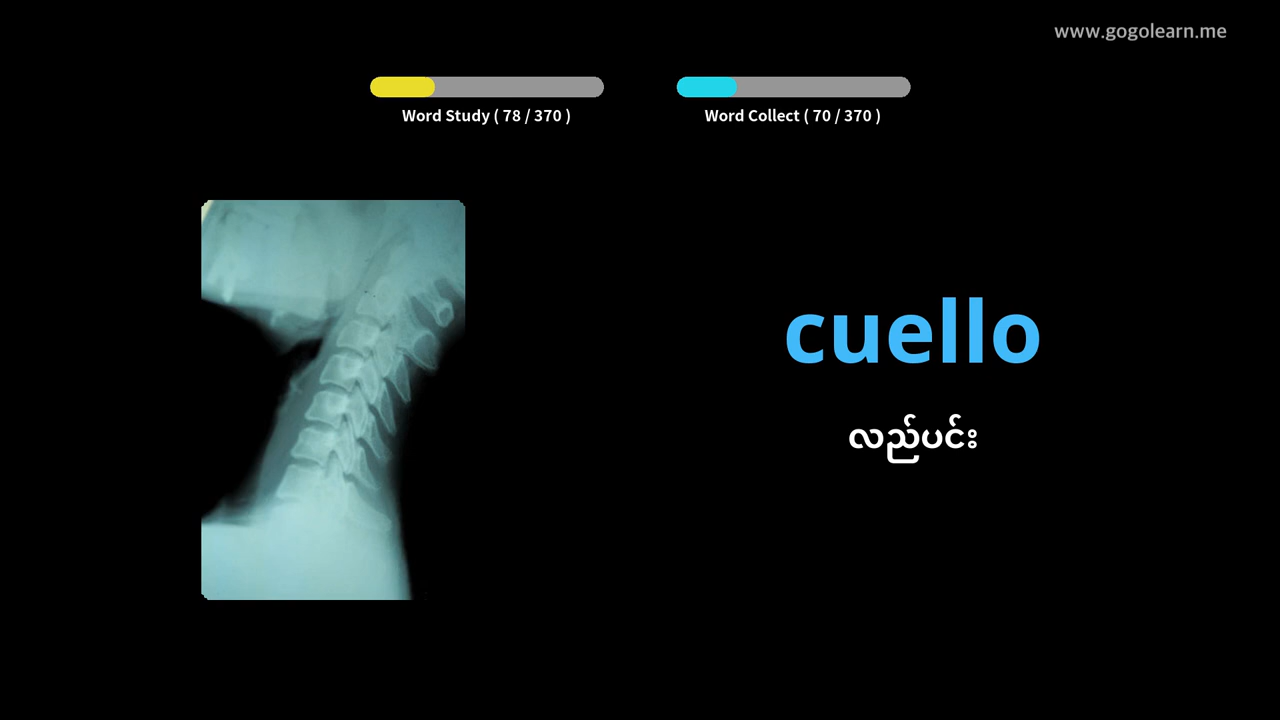 www.gogolearn.me
Word Study ( 78 / 370 )
Word Collect ( 70 / 370 )
cuello
လည်ပင်း